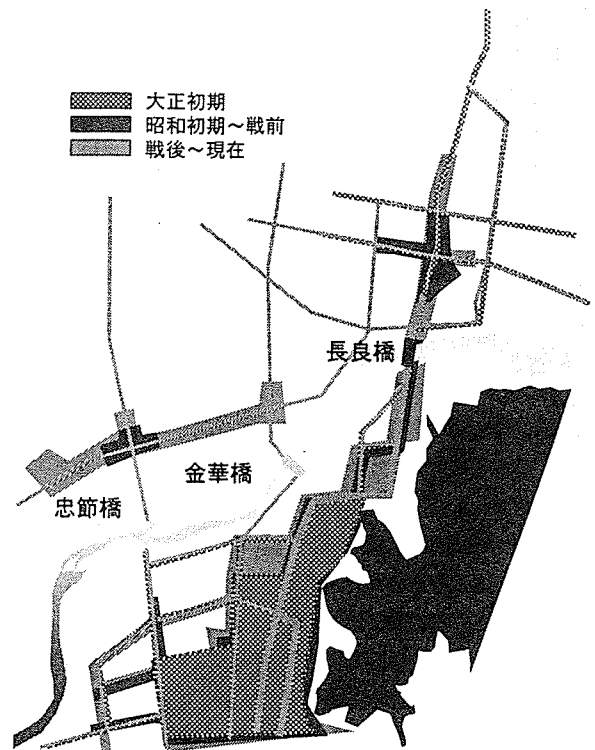 大正初期
昭和初期～戦前
戦後～現在
長良橋
金華橋
忠節橋